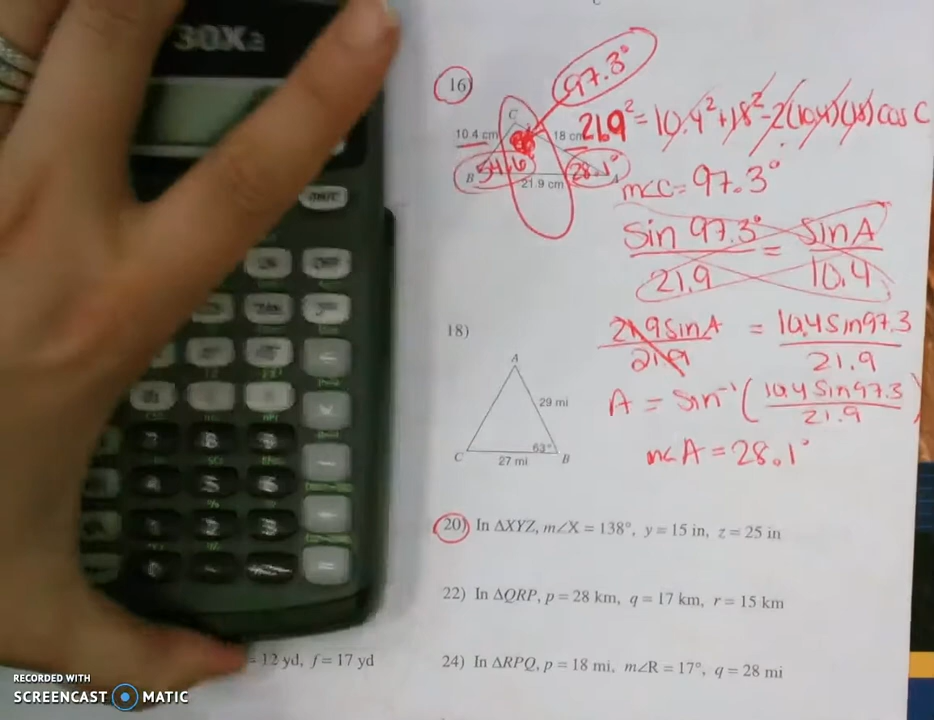 30Xa
C
16)
97.3°
C
10.4 cm
18 cm
21.9² = 10.4² + 18² - 2(10.4)(18) cos C
B
54.6
28.1°
A
21.9 cm
m∠C = 97.3°
sin 97.3° / 21.9 = sin A / 10.4
18)
21.9 sin A / 21.9 = 10.4 sin 97.3 / 21.9
A
29 mi
A = sin⁻¹ (10.4 sin 97.3 / 21.9)
63°
C
27 mi
B
m∠A = 28.1°
20) In ΔXYZ, m∠X = 138°, y = 15 in, z = 25 in
22) In ΔQRP, p = 28 km, q = 17 km, r = 15 km
= 12 yd, f = 17 yd
24) In ΔRPQ, p = 18 mi, m∠R = 17°, q = 28 mi
RECORDED WITH
SCREENCAST MATIC